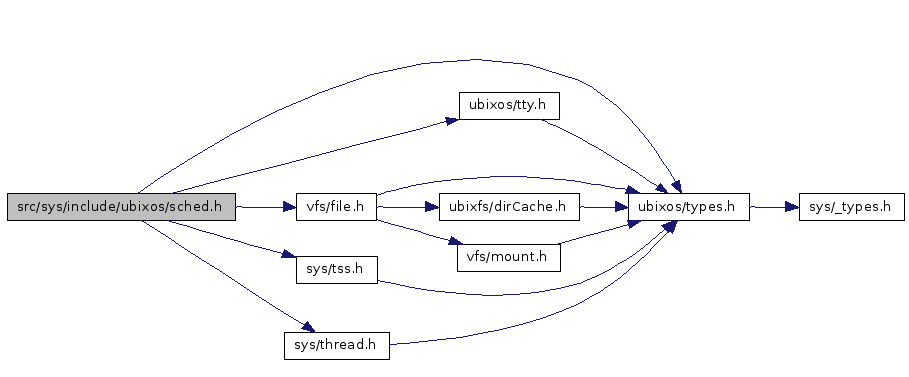 ubixos/tty.h
src/sys/include/ubixos/sched.h
vfs/file.h
ubixfs/dirCache.h
ubixos/types.h
sys/_types.h
vfs/mount.h
sys/tss.h
sys/thread.h